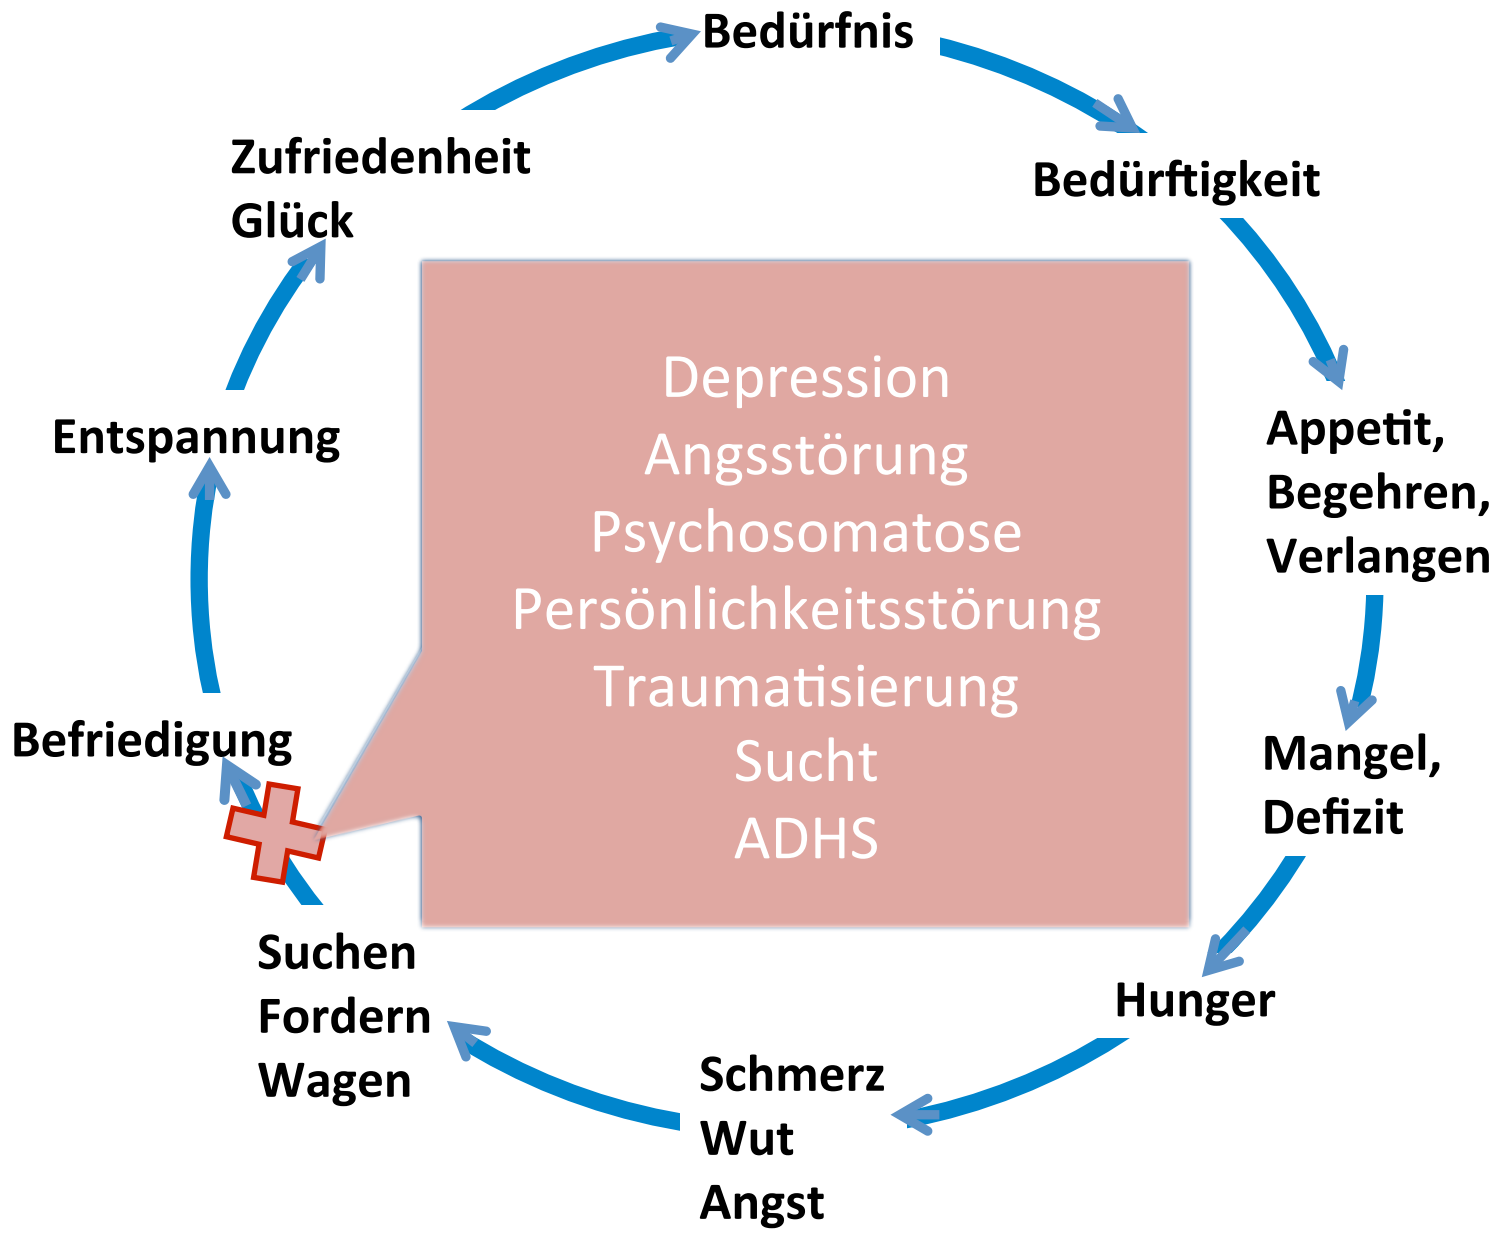 Bedürfnis
Bedürftigkeit
Appetit,
Begehren,
Verlangen
Mangel,
Defizit
Hunger
Schmerz
Wut
Angst
Suchen
Fordern
Wagen
Befriedigung
Entspannung
Zufriedenheit
Glück
Depression
Angsstörung
Psychosomatose
Persönlichkeitsstörung
Traumatisierung
Sucht
ADHS